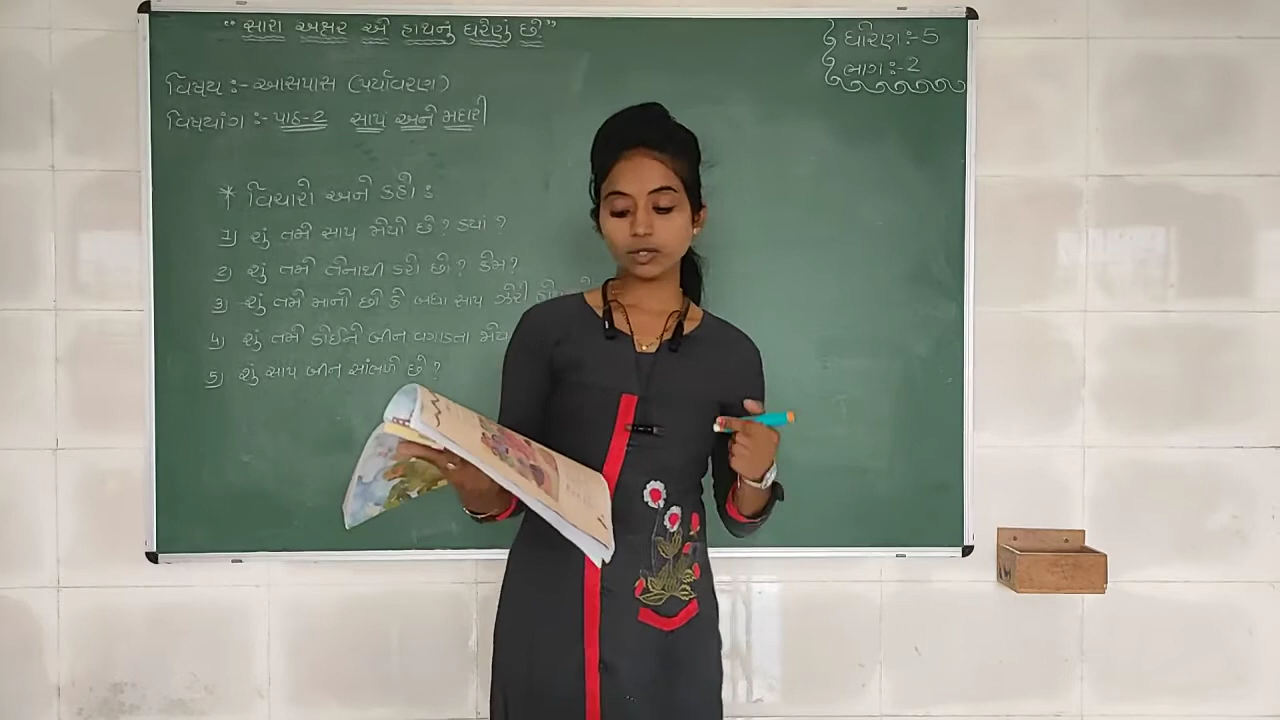 "સારા અક્ષર એ હાથનું ઘરેણું છે."
ધોરણ:-5
ભાગ:-2
વિષય:- આસપાસ (પર્યાવરણ)
વિષયાંગ :- પાઠ-2 સાપ અને મદારી
* વિચારો અને કહો :
1) શું તમે સાપ જોયો છે? ક્યાં ?
2) શું તમે તેનાથી ડરો છો? કેમ?
3) શું તમે માનો છો કે બધા સાપ ઝેરી
4) શું તમે કોઈને બીન વગાડતા
5) શું સાપ બીન સાંભળે છે?